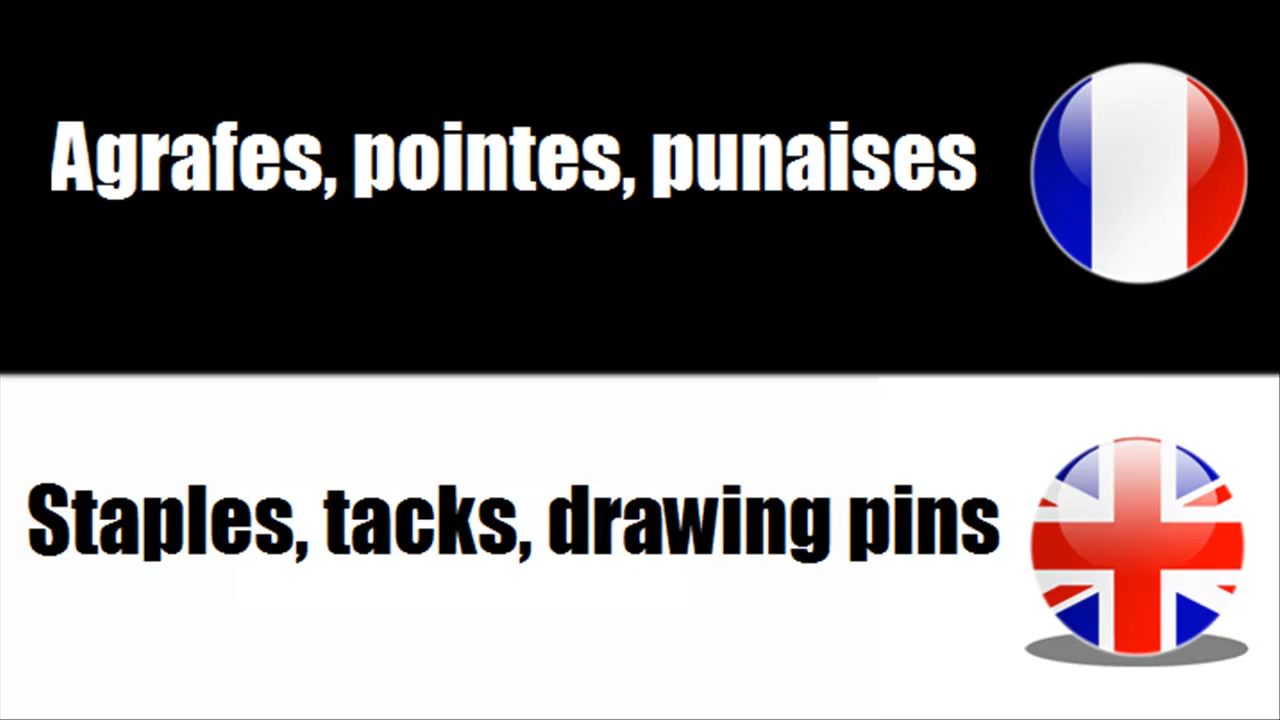 Agrafes, pointes, punaises
Staples, tacks, drawing pins